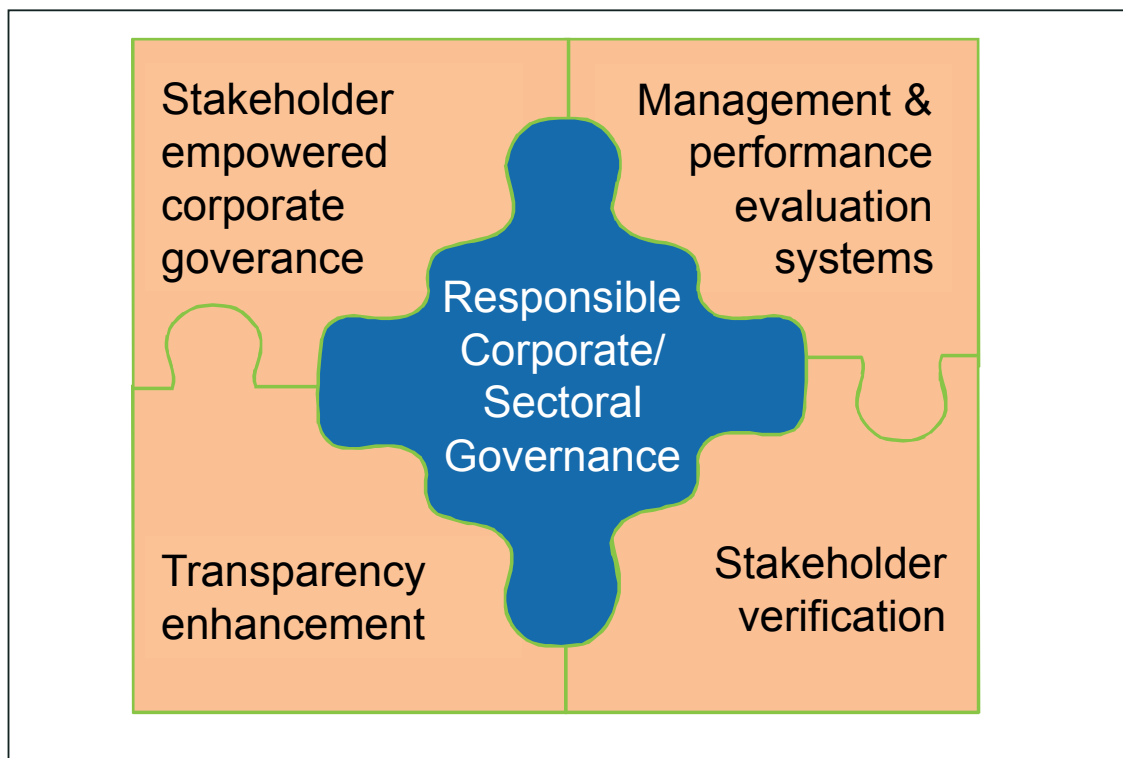 Stakeholder
empowered
corporate
goverance
Management &
performance
evaluation
systems
Responsible
Corporate/
Sectoral
Governance
Transparency
enhancement
Stakeholder
verification